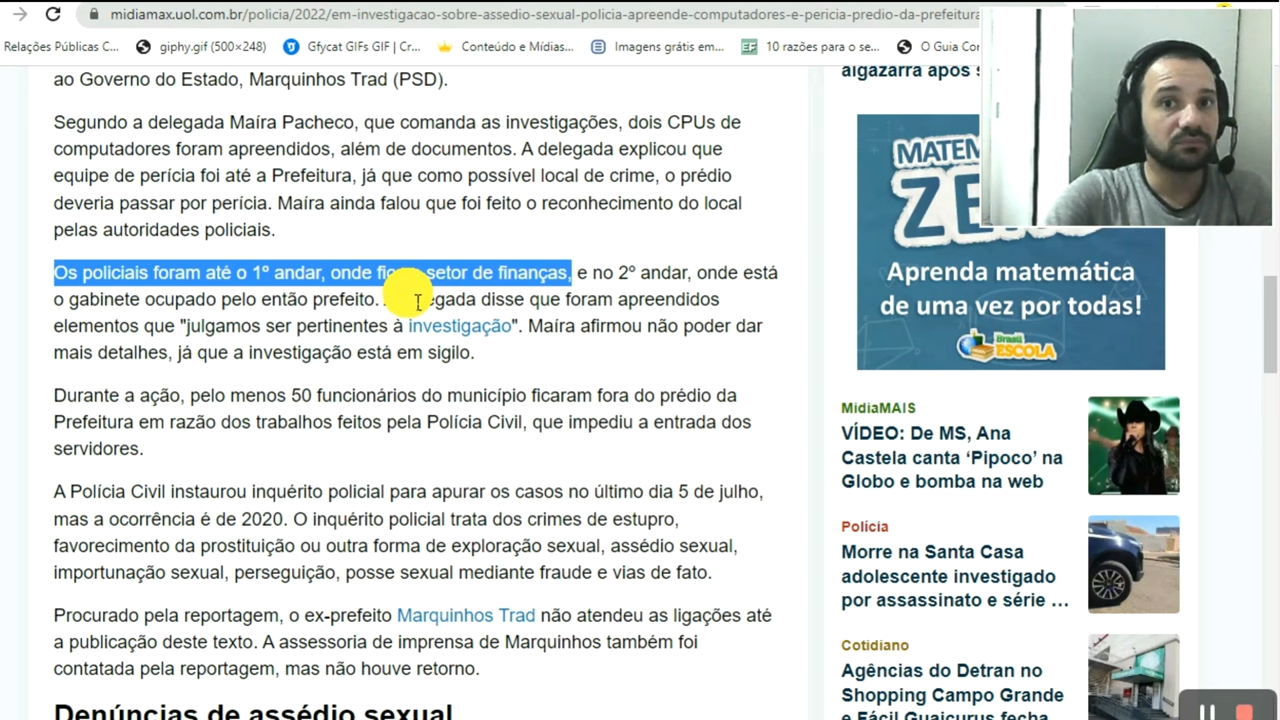 midiamax.uol.com.br/policia/2022/em-investigacao-sobre-assedio-sexual-policia-apreende-computadores-e-pericia-predio-da-prefeitura
Relações Públicas C... giphy.gif (500×248) Gfycat GIFs GIF | Cr... Conteúdo e Mídias... Imagens grátis em... 10 razões para o se... O Guia Co
ao Governo do Estado, Marquinhos Trad (PSD).
Segundo a delegada Maíra Pacheco, que comanda as investigações, dois CPUs de
computadores foram apreendidos, além de documentos. A delegada explicou que
equipe de perícia foi até a Prefeitura, já que como possível local de crime, o prédio
deveria passar por perícia. Maíra ainda falou que foi feito o reconhecimento do local
pelas autoridades policiais.
Os policiais foram até o 1º andar, onde setor de finanças, e no 2º andar, onde está
o gabinete ocupado pelo então prefeito. disse que foram apreendidos
elementos que "julgamos ser pertinentes à investigação". Maíra afirmou não poder dar
mais detalhes, já que a investigação está em sigilo.
Durante a ação, pelo menos 50 funcionários do município ficaram fora do prédio da
Prefeitura em razão dos trabalhos feitos pela Polícia Civil, que impediu a entrada dos
servidores.
A Polícia Civil instaurou inquérito policial para apurar os casos no último dia 5 de julho,
mas a ocorrência é de 2020. O inquérito policial trata dos crimes de estupro,
favorecimento da prostituição ou outra forma de exploração sexual, assédio sexual,
importunação sexual, perseguição, posse sexual mediante fraude e vias de fato.
Procurado pela reportagem, o ex-prefeito Marquinhos Trad não atendeu as ligações até
a publicação deste texto. A assessoria de imprensa de Marquinhos também foi
contatada pela reportagem, mas não houve retorno.
Denúncias de assédio sexual
algazarra após
MATEM
ZE
Aprenda matemática
de uma vez por todas!
Brasil
ESCOLA
MidiaMAIS
VÍDEO: De MS, Ana
Castela canta ‘Pipoco’ na
Globo e bomba na web
Polícia
Morre na Santa Casa
adolescente investigado
por assassinato e série ...
Cotidiano
Agências do Detran no
Shopping Campo Grande
e Fácil Guaicurus fecha